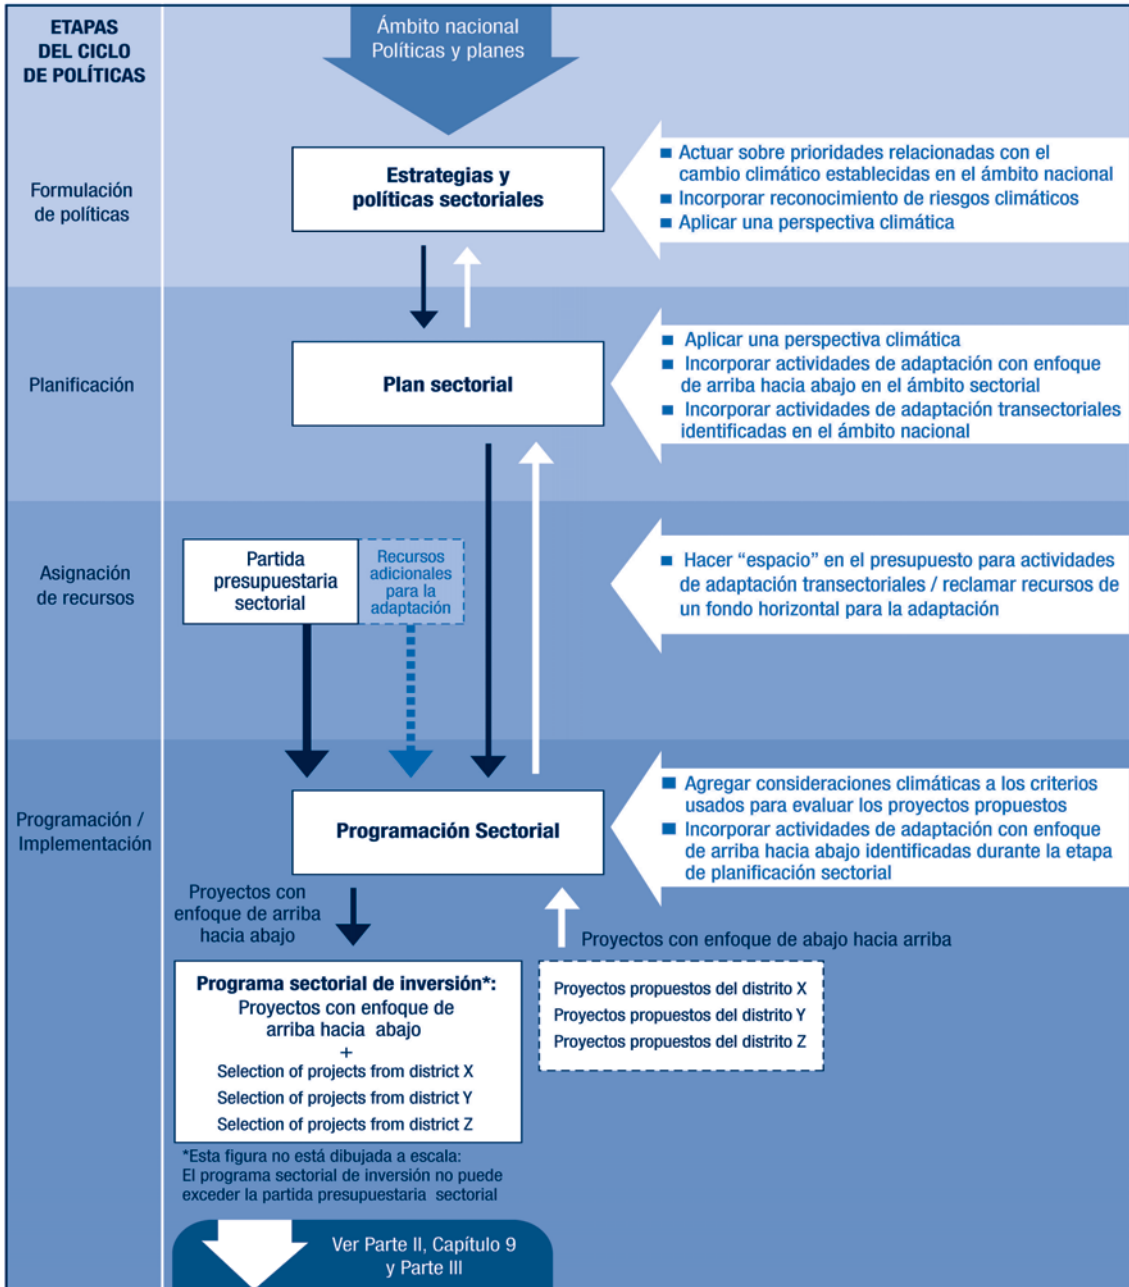 ETAPAS
DEL CICLO
DE POLÍTICAS
Ámbito nacional
Políticas y planes
Formulación
de políticas
Estrategias y
políticas sectoriales
■ Actuar sobre prioridades relacionadas con el
cambio climático establecidas en el ámbito nacional
■ Incorporar reconocimiento de riesgos climáticos
■ Aplicar una perspectiva climática
Planificación
Plan sectorial
■ Aplicar una perspectiva climática
■ Incorporar actividades de adaptación con enfoque
de arriba hacia abajo en el ámbito sectorial
■ Incorporar actividades de adaptación transectoriales
identificadas en el ámbito nacional
Asignación
de recursos
Partida
presupuestaria
sectorial
Recursos
adicionales
para la
adaptación
■ Hacer “espacio” en el presupuesto para actividades
de adaptación transectoriales / reclamar recursos de
un fondo horizontal para la adaptación
Programación /
Implementación
Programación Sectorial
■ Agregar consideraciones climáticas a los criterios
usados para evaluar los proyectos propuestos
■ Incorporar actividades de adaptación con enfoque
de arriba hacia abajo identificadas durante la etapa
de planificación sectorial
Proyectos con
enfoque de arriba
hacia abajo
Proyectos con enfoque de abajo hacia arriba
Programa sectorial de inversión*:
Proyectos con enfoque de
arriba hacia abajo
+
Selection of projects from district X
Selection of projects from district Y
Selection of projects from district Z
Proyectos propuestos del distrito X
Proyectos propuestos del distrito Y
Proyectos propuestos del distrito Z
*Esta figura no está dibujada a escala:
El programa sectorial de inversión no puede
exceder la partida presupuestaria sectorial
Ver Parte II, Capítulo 9
y Parte III